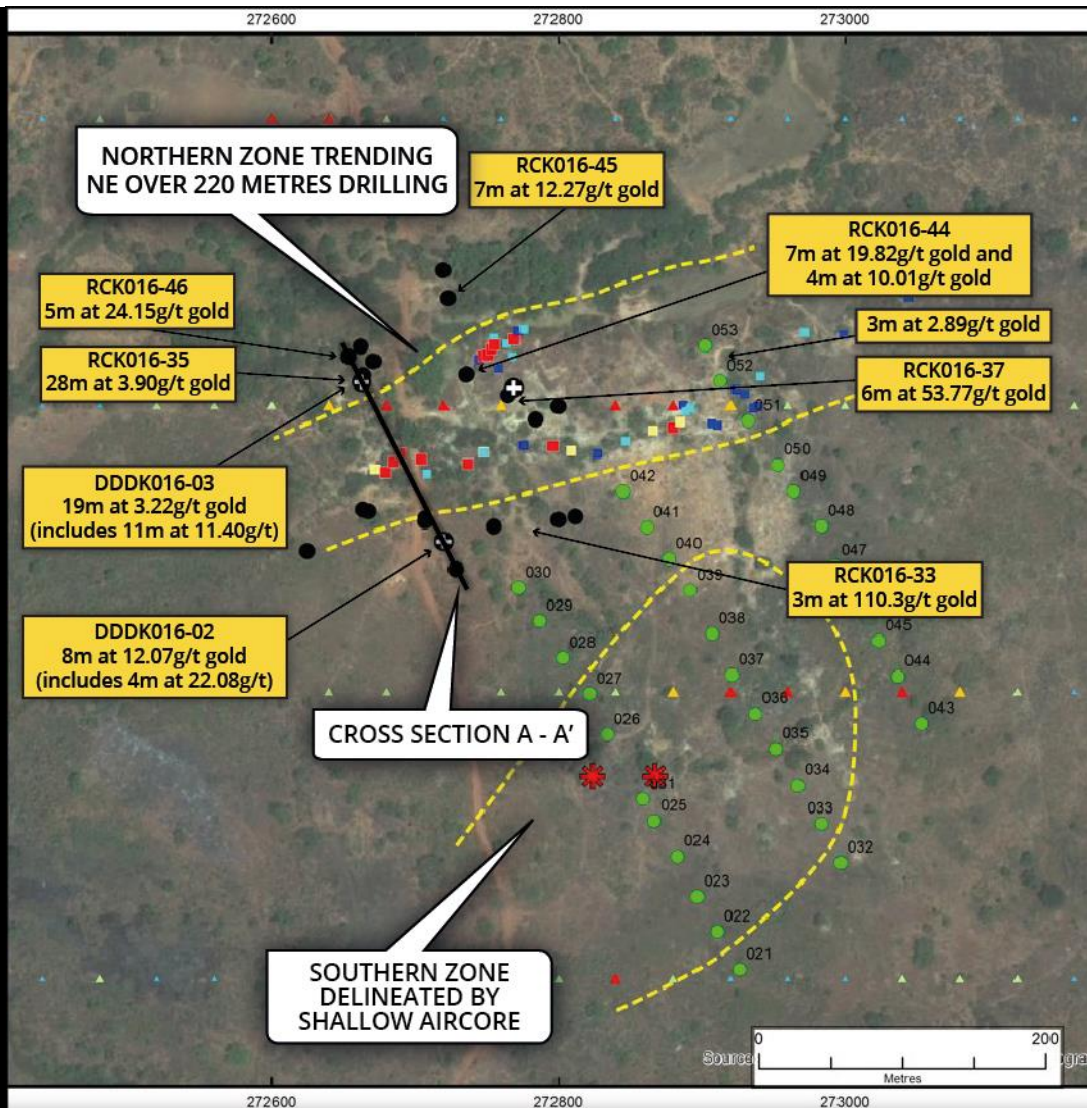 272600
272800
273000
NORTHERN ZONE TRENDING
NE OVER 220 METRES DRILLING
RCK016-45
7m at 12.27g/t gold
RCK016-44
7m at 19.82g/t gold and
4m at 10.01g/t gold
RCK016-46
5m at 24.15g/t gold
3m at 2.89g/t gold
053
RCK016-35
28m at 3.90g/t gold
RCK016-37
6m at 53.77g/t gold
052
051
050
DDDK016-03
19m at 3.22g/t gold
(includes 11m at 11.40g/t)
042
049
041
048
040
047
030
039
RCK016-33
3m at 110.3g/t gold
029
038
045
DDDK016-02
8m at 12.07g/t gold
(includes 4m at 22.08g/t)
028
037
044
027
036
043
CROSS SECTION A - A'
026
035
034
025
033
024
032
023
022
021
SOUTHERN ZONE
DELINEATED BY
SHALLOW AIRCORE
0
200
Metres
272600
272800
273000